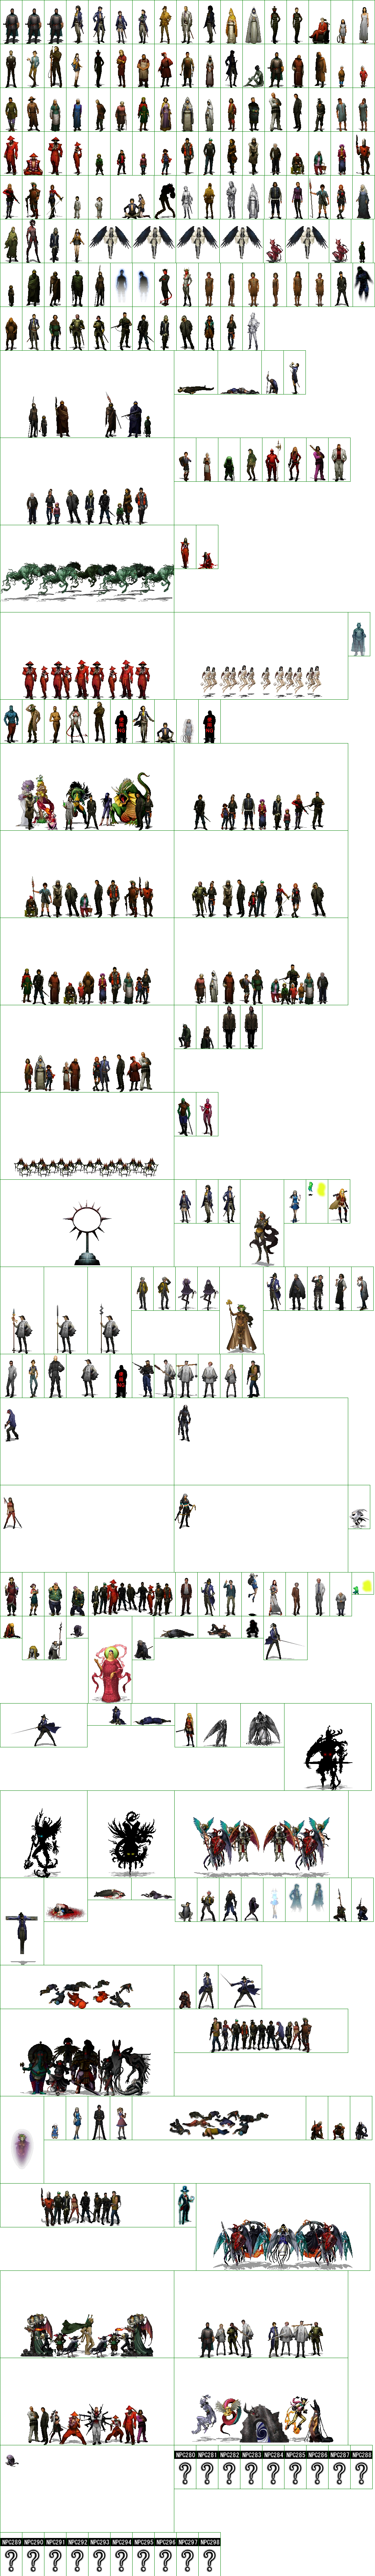 NPC280 NPC281 NPC282 NPC283 NPC284 NPC285 NPC286 NPC287 NPC288
? ? ? ? ? ? ? ? ?
NPC289 NPC290 NPC291 NPC292 NPC293 NPC294 NPC295 NPC296 NPC297 NPC298
? ? ? ? ? ? ? ? ? ?